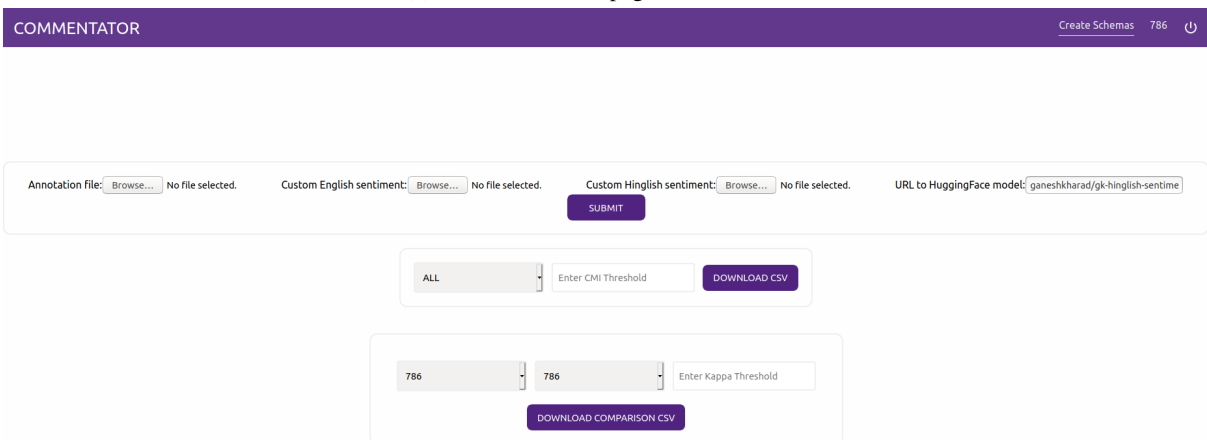 COMMENTATOR Create Schemas 786
Annotation file: Browse... No file selected. Custom English sentiment: Browse... No file selected. Custom Hinglish sentiment: Browse... No file selected. URL to HuggingFace model: ganeshkharad/gk-hinglish-sentime
SUBMIT
ALL Enter CMI Threshold DOWNLOAD CSV
786 786 Enter Kappa Threshold
DOWNLOAD COMPARISON CSV